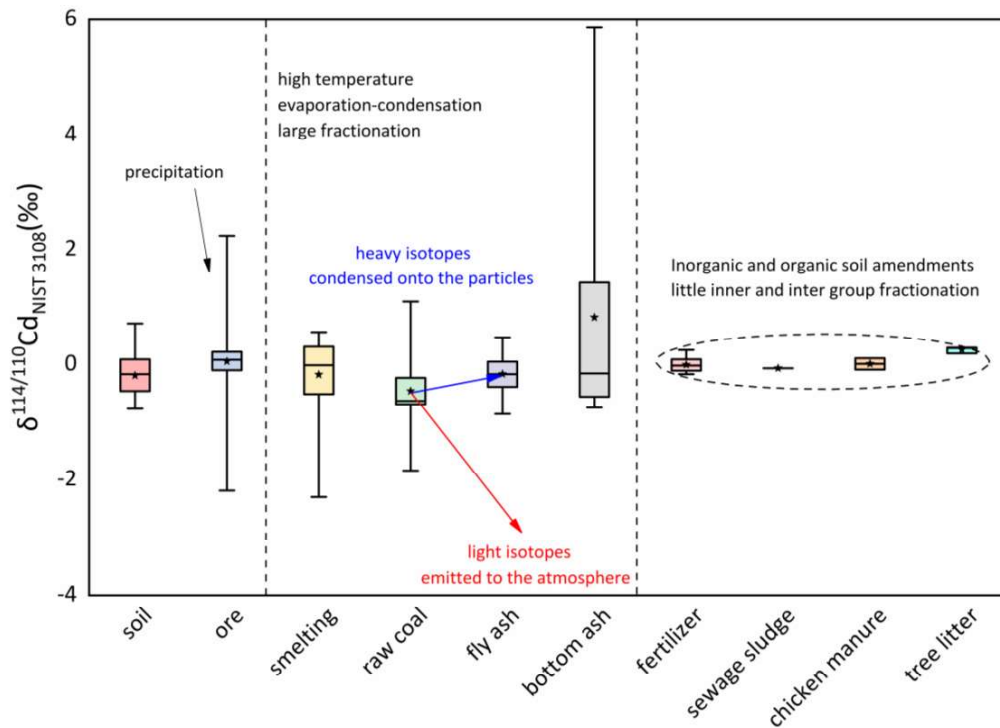 6
4
2
0
-2
-4
δ114/110CdNIST 3108(‰)
precipitation
high temperature
evaporation-condensation
large fractionation
heavy isotopes
condensed onto the particles
light isotopes
emitted to the atmosphere
Inorganic and organic soil amendments
little inner and inter group fractionation
soil
ore
smelting
raw coal
fly ash
bottom ash
fertilizer
sewage sludge
chicken manure
tree litter